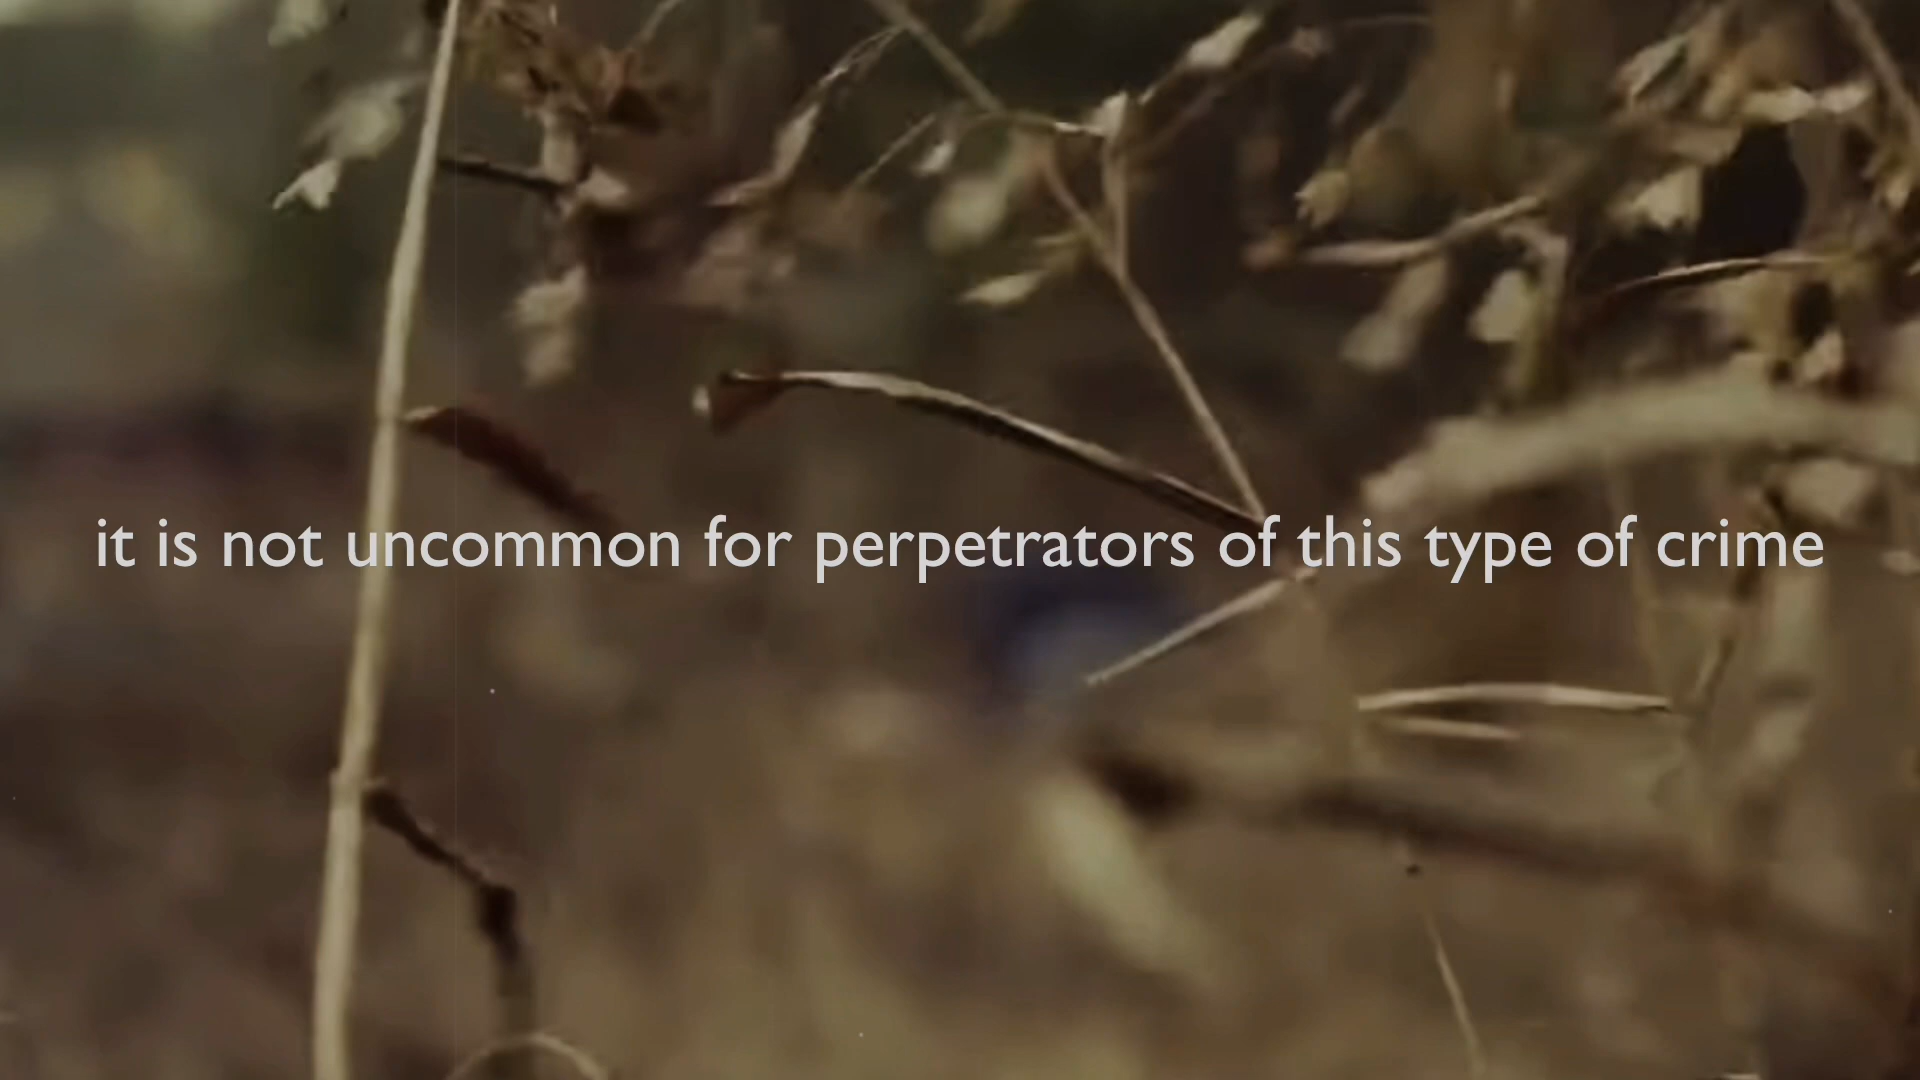 it is not uncommon for perpetrators of this type of crime